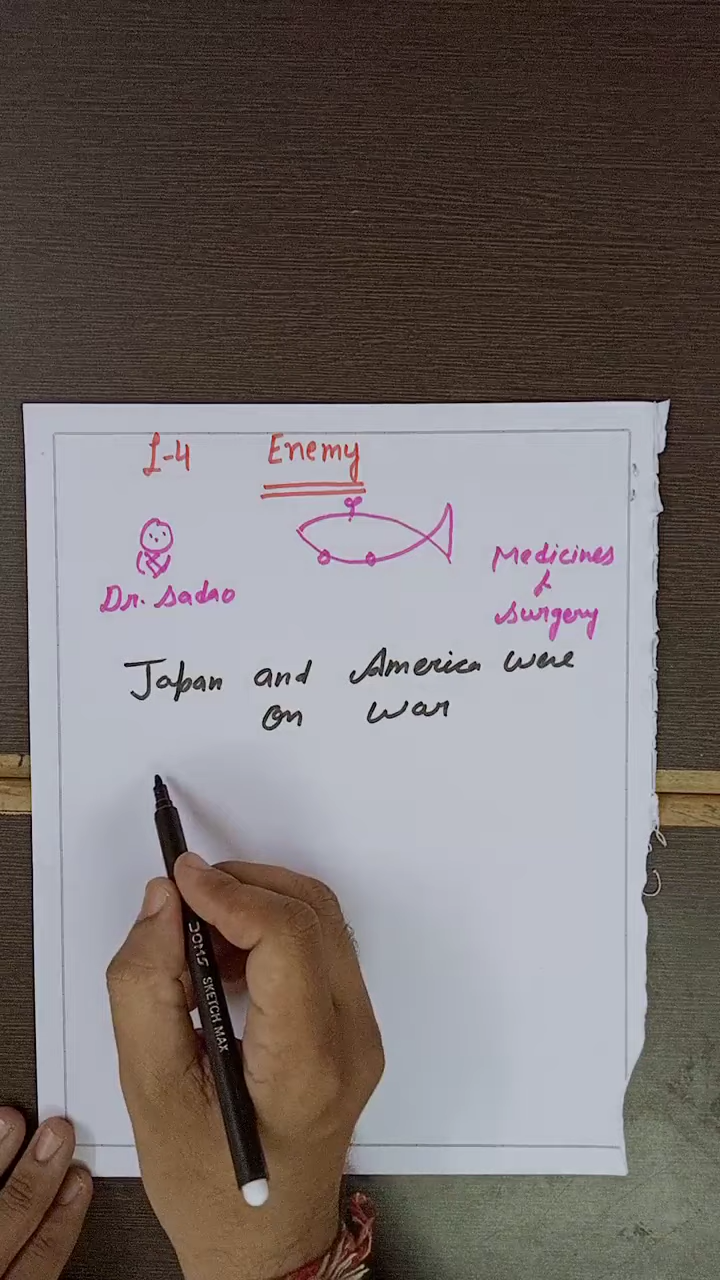 L-4 Enemy
Dr. Sadao
Medicines
&
Surgery
Japan and America were
on war
DOMS SKETCH MAX